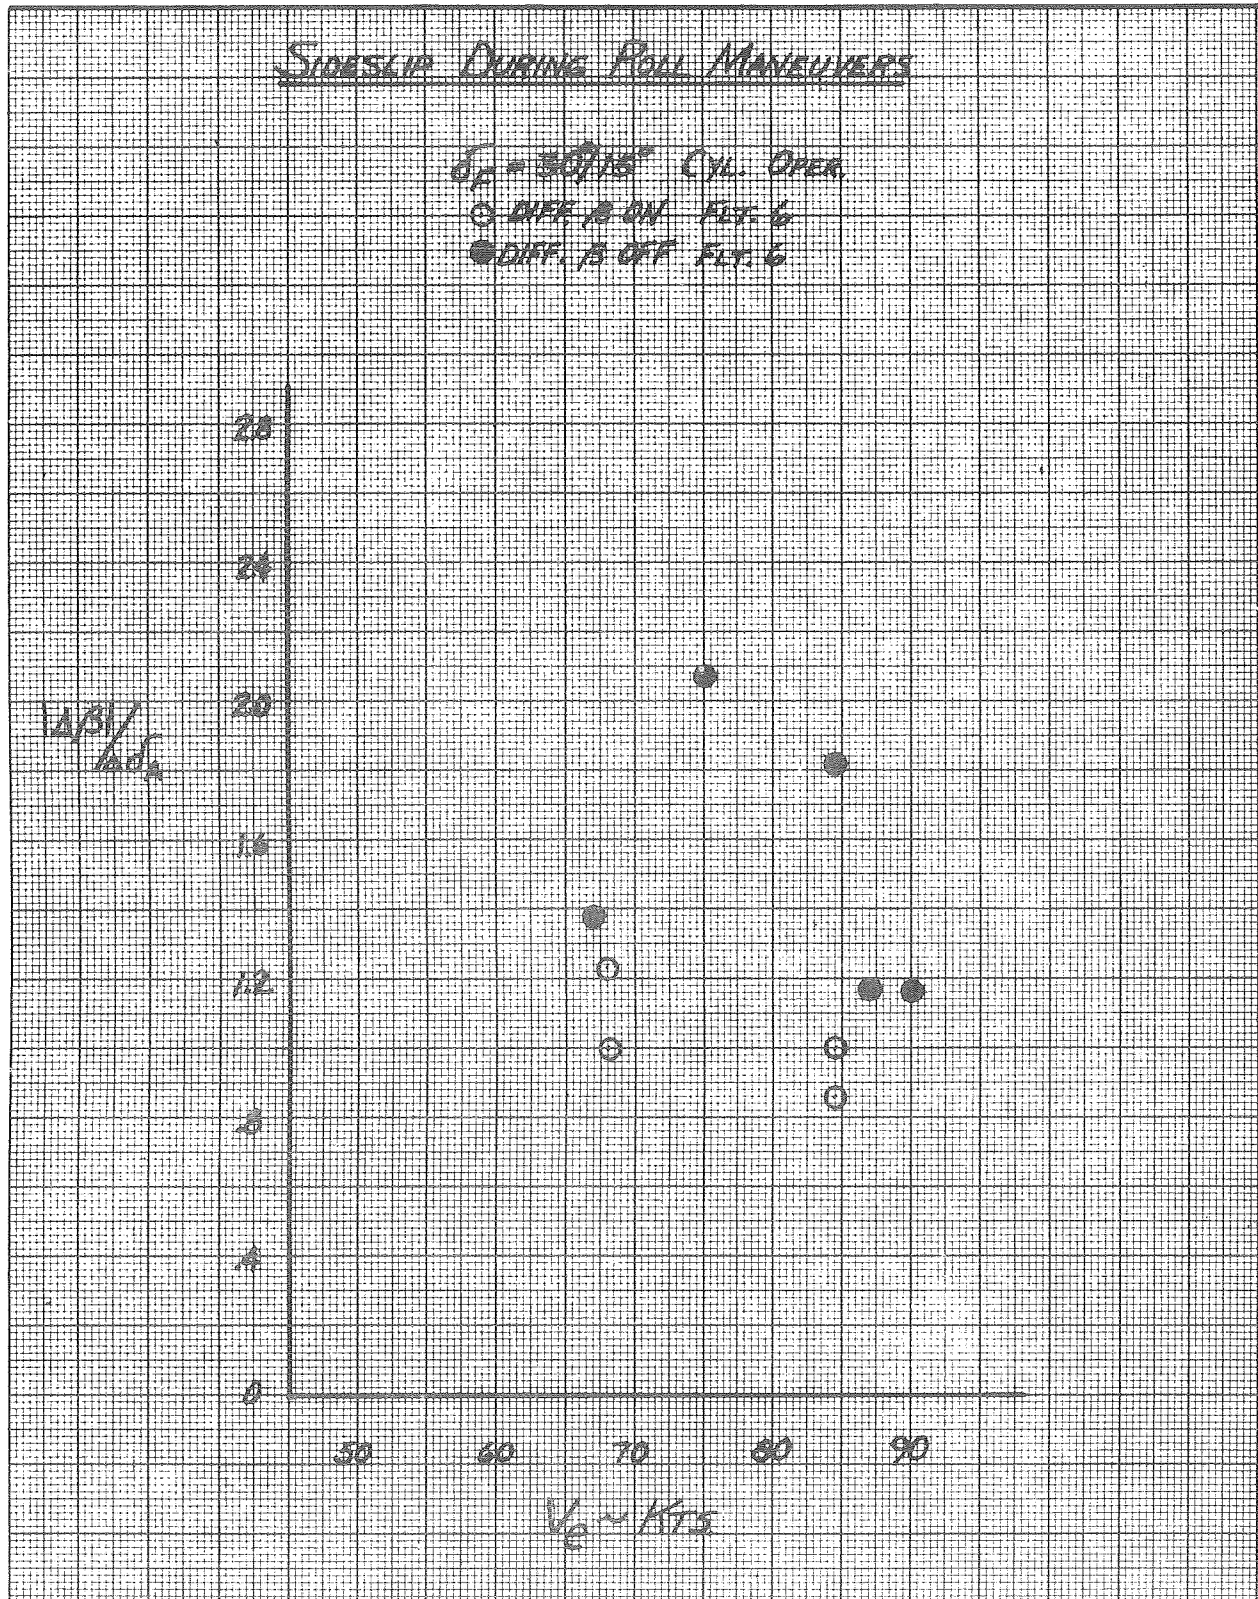 SIDESLIP DURING ROLL MANEUVERS
δF = 30°/15° CYL. OPER.
DIFF. β ON FLT. 6
DIFF. β OFF FLT. 6
2.8
2.4
2.0
|Δβ|/ΔδA
1.6
1.2
.8
.4
0
50 60 70 80 90
Ve ~ KTS